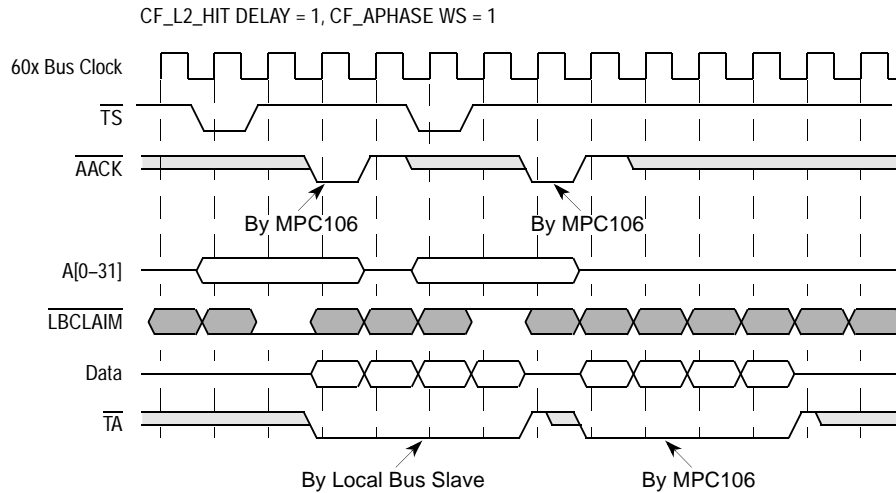 CF_L2_HIT DELAY = 1, CF_APHASE WS = 1
60x Bus Clock
TS
AACK
By MPC106
By MPC106
A[0–31]
LBCLAIM
Data
TA
By Local Bus Slave
By MPC106